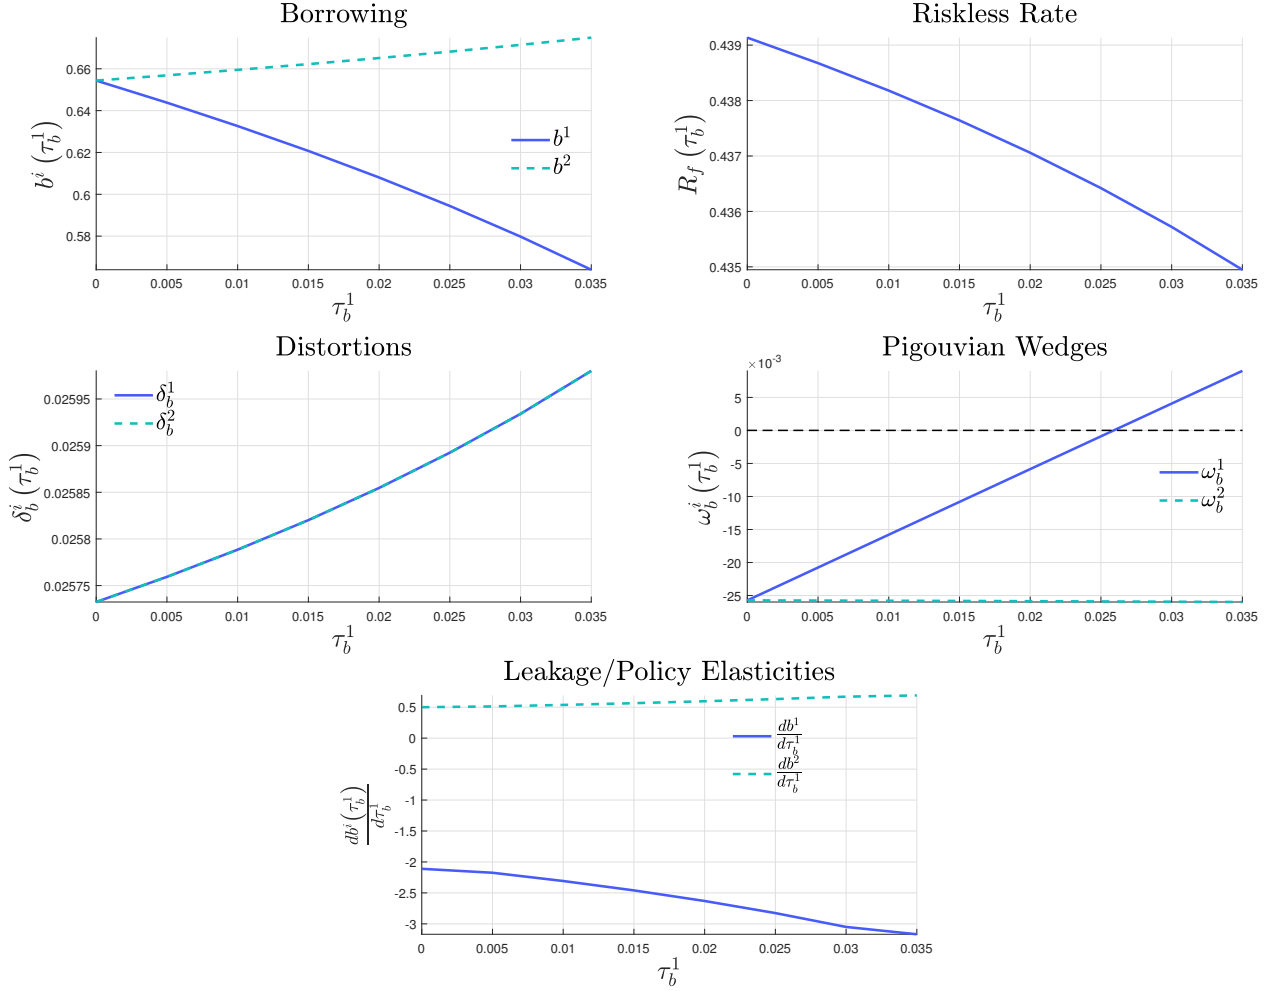 Borrowing
0.66
0.64
0.62
0.6
0.58
b^i (τ_b^1)
b^1
b^2
0 0.005 0.01 0.015 0.02 0.025 0.03 0.035
τ_b^1
Riskless Rate
0.439
0.438
0.437
0.436
0.435
R_f (τ_b^1)
0 0.005 0.01 0.015 0.02 0.025 0.03 0.035
τ_b^1
Distortions
0.02595
0.0259
0.02585
0.0258
0.02575
δ_b^i (τ_b^1)
δ_b^1
δ_b^2
0 0.005 0.01 0.015 0.02 0.025 0.03 0.035
τ_b^1
Pigouvian Wedges
×10^-3
5
0
-5
-10
-15
-20
-25
ω_b^i (τ_b^1)
ω_b^1
ω_b^2
0 0.005 0.01 0.015 0.02 0.025 0.03 0.035
τ_b^1
Leakage/Policy Elasticities
0.5
0
-0.5
-1
-1.5
-2
-2.5
-3
db^i(τ_b^1)/dτ_b^1
db^1/dτ_b^1
db^2/dτ_b^1
0 0.005 0.01 0.015 0.02 0.025 0.03 0.035
τ_b^1